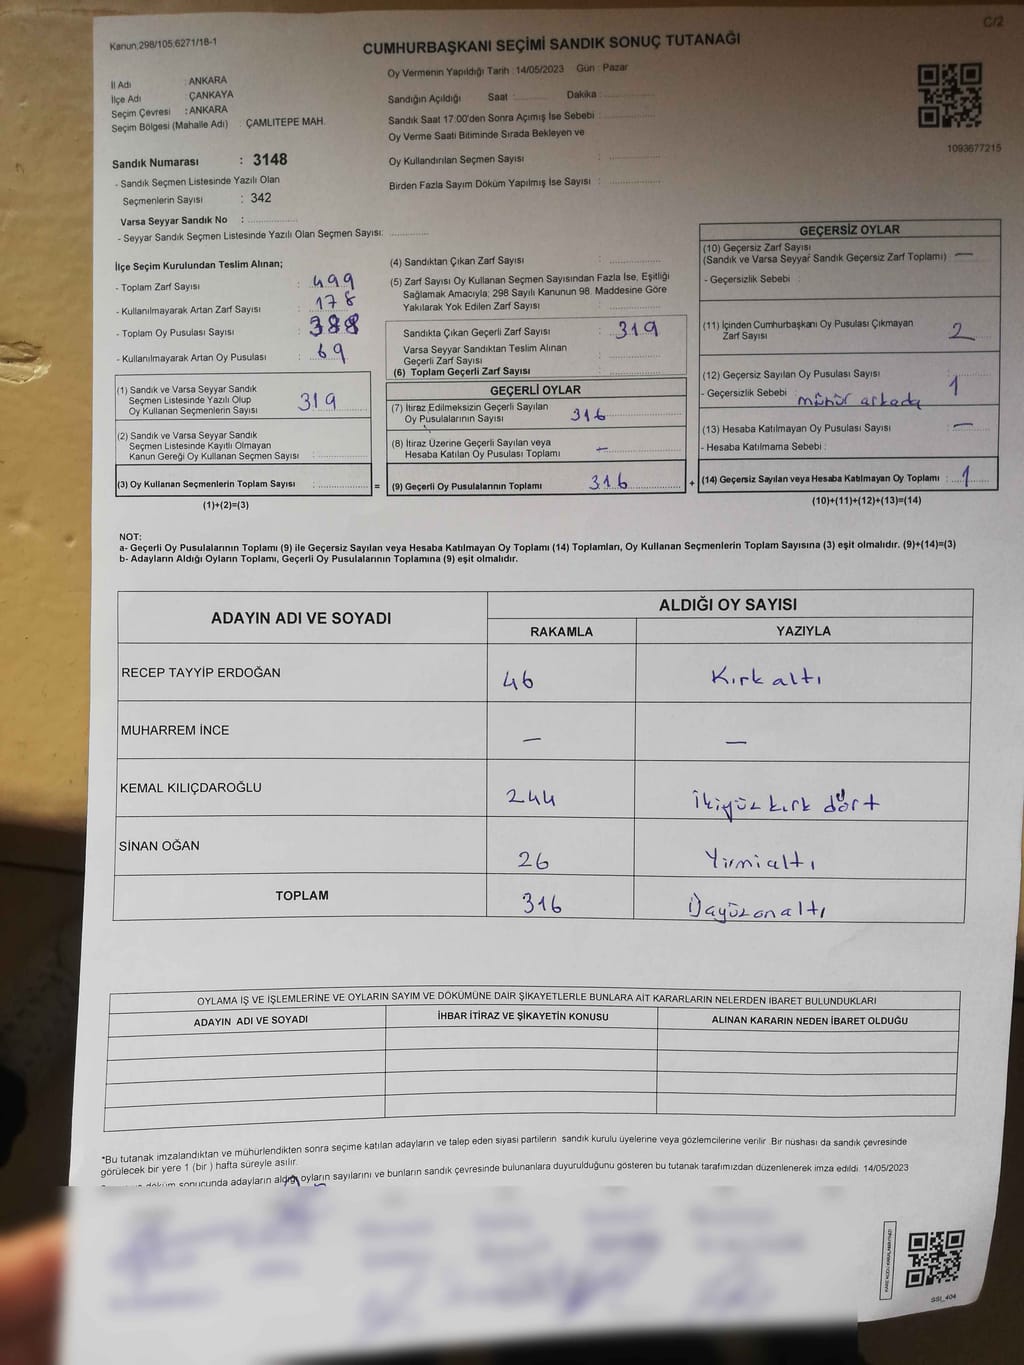 C/2
Kanun;298/105;6271/18-1
CUMHURBAŞKANI SEÇİMİ SANDIK SONUÇ TUTANAĞI
Oy Vermenin Yapıldığı Tarih : 14/05/2023 Gün : Pazar
İl Adı : ANKARA
İlçe Adı : ÇANKAYA
Seçim Çevresi : ANKARA
Seçim Bölgesi (Mahalle Adı) : ÇAMLITEPE MAH.
Sandığın Açıldığı Saat : Dakika :
Sandık Saat 17:00'den Sonra Açımış İse Sebebi :
Oy Verme Saati Bitiminde Sırada Bekleyen ve
Oy Kullandırılan Seçmen Sayısı :
Birden Fazla Sayım Döküm Yapılmış İse Sayısı :
1093677215
Sandık Numarası : 3148
- Sandık Seçmen Listesinde Yazılı Olan
Seçmenlerin Sayısı : 342
Varsa Seyyar Sandık No :
- Seyyar Sandık Seçmen Listesinde Yazılı Olan Seçmen Sayısı:
İlçe Seçim Kurulundan Teslim Alınan;
- Toplam Zarf Sayısı : 499
- Kullanılmayarak Artan Zarf Sayısı : 178
- Toplam Oy Pusulası Sayısı : 388
- Kullanılmayarak Artan Oy Pusulası : 69
(1) Sandık ve Varsa Seyyar Sandık
Seçmen Listesinde Yazılı Olup
Oy Kullanan Seçmenlerin Sayısı : 319
(2) Sandık ve Varsa Seyyar Sandık
Seçmen Listesinde Kayıtlı Olmayan
Kanun Gereği Oy Kullanan Seçmen Sayısı :
(3) Oy Kullanan Seçmenlerin Toplam Sayısı : =
(1)+(2)=(3)
(4) Sandıktan Çıkan Zarf Sayısı :
(5) Zarf Sayısı Oy Kullanan Seçmen Sayısından Fazla İse, Eşitliği
Sağlamak Amacıyla; 298 Sayılı Kanunun 98. Maddesine Göre
Yakılarak Yok Edilen Zarf Sayısı :
Sandıkta Çıkan Geçerli Zarf Sayısı : 319
Varsa Seyyar Sandıktan Teslim Alınan
Geçerli Zarf Sayısı :
(6) Toplam Geçerli Zarf Sayısı :
GEÇERLİ OYLAR
(7) İtiraz Edilmeksizin Geçerli Sayılan
Oy Pusulalarının Sayısı : 316
(8) İtiraz Üzerine Geçerli Sayılan veya
Hesaba Katılan Oy Pusulası Toplamı : —
(9) Geçerli Oy Pusulalarının Toplamı : 316 +
GEÇERSİZ OYLAR
(10) Geçersiz Zarf Sayısı
(Sandık ve Varsa Seyyar Sandık Geçersiz Zarf Toplamı) : —
- Geçersizlik Sebebi :
(11) İçinden Cumhurbaşkanı Oy Pusulası Çıkmayan
Zarf Sayısı : 2
(12) Geçersiz Sayılan Oy Pusulası Sayısı : 1
- Geçersizlik Sebebi : mühür arkada
(13) Hesaba Katılmayan Oy Pusulası Sayısı : —
- Hesaba Katılmama Sebebi :
(14) Geçersiz Sayılan veya Hesaba Katılmayan Oy Toplamı : 1
(10)+(11)+(12)+(13)=(14)
NOT:
a- Geçerli Oy Pusulalarının Toplamı (9) ile Geçersiz Sayılan veya Hesaba Katılmayan Oy Toplamı (14) Toplamları, Oy Kullanan Seçmenlerin Toplam Sayısına (3) eşit olmalıdır. (9)+(14)=(3)
b- Adayların Aldığı Oyların Toplamı, Geçerli Oy Pusulalarının Toplamına (9) eşit olmalıdır.
ADAYIN ADI VE SOYADI ALDIĞI OY SAYISI
RAKAMLA YAZIYLA
RECEP TAYYİP ERDOĞAN 46 Kırk altı
MUHARREM İNCE — —
KEMAL KILIÇDAROĞLU 244 İkiyüz kırk dört
SİNAN OĞAN 26 Yirmi altı
TOPLAM 316 Üçyüzonaltı
OYLAMA İŞ VE İŞLEMLERİNE VE OYLARIN SAYIM VE DÖKÜMÜNE DAİR ŞİKAYETLERLE BUNLARA AİT KARARLARIN NELERDEN İBARET BULUNDUKLARI
ADAYIN ADI VE SOYADI İHBAR İTİRAZ VE ŞİKAYETİN KONUSU ALINAN KARARIN NEDEN İBARET OLDUĞU
*Bu tutanak imzalandıktan ve mühürlendikten sonra seçime katılan adayların ve talep eden siyasi partilerin sandık kurulu üyelerine veya gözlemcilerine verilir. Bir nüshası da sandık çevresinde
görülecek bir yere 1 (bir ) hafta süreyle asılır.
döküm sonucunda adayların aldığı oyların sayılarını ve bunların sandık çevresinde bulunanlara duyurulduğunu gösteren bu tutanak tarafımızdan düzenlenerek imza edildi. 14/05/2023
SSI_404